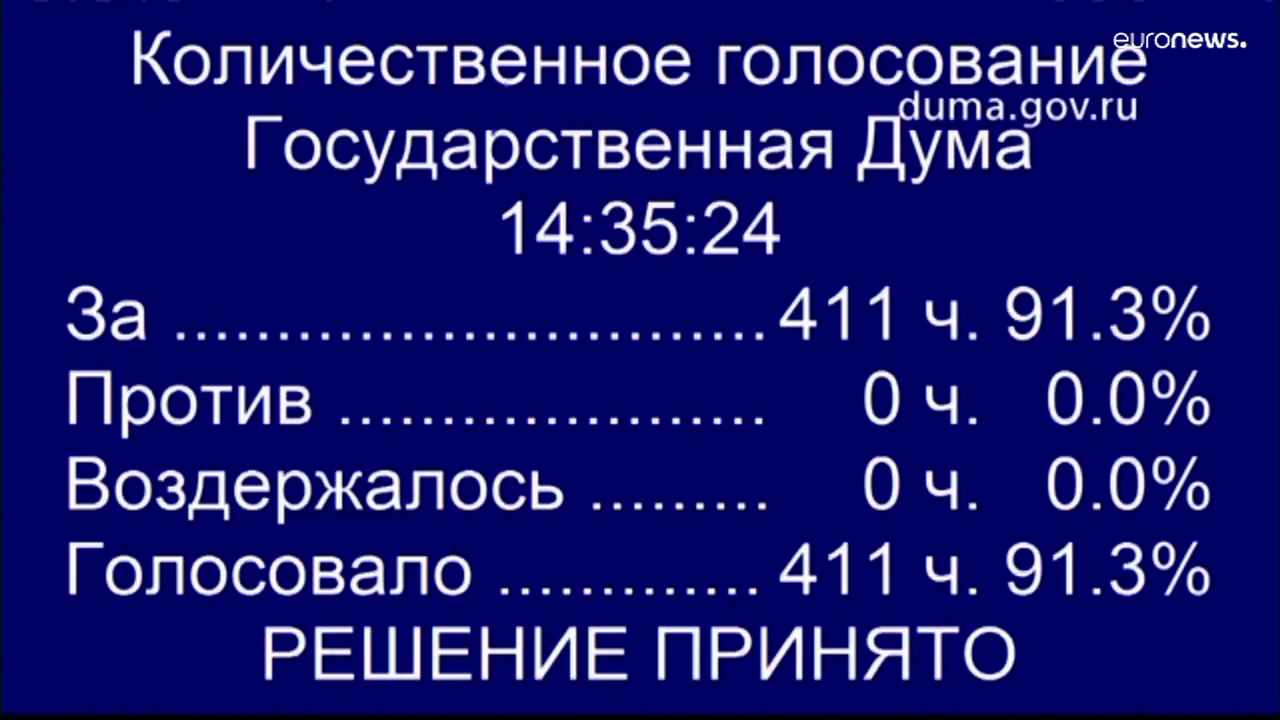 euronews.
Количественное голосование
duma.gov.ru
Государственная Дума
14:35:24
За ............................. 411 ч. 91.3%
Против ..................... 0 ч. 0.0%
Воздержалось ......... 0 ч. 0.0%
Голосовало ............. 411 ч. 91.3%
РЕШЕНИЕ ПРИНЯТО